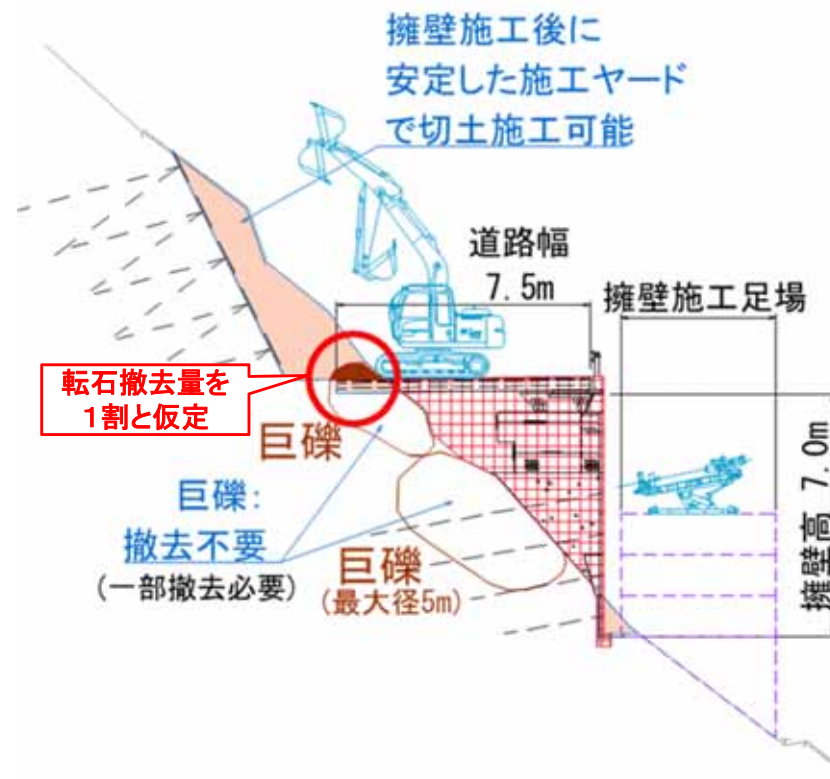 擁壁施工後に
安定した施工ヤード
で切土施工可能
道路幅
7.5m
擁壁施工足場
転石撤去量を
1割と仮定
巨礫
巨礫:
撤去不要
(一部撤去必要)
巨礫
(最大径5m)
擁壁高 7.0m